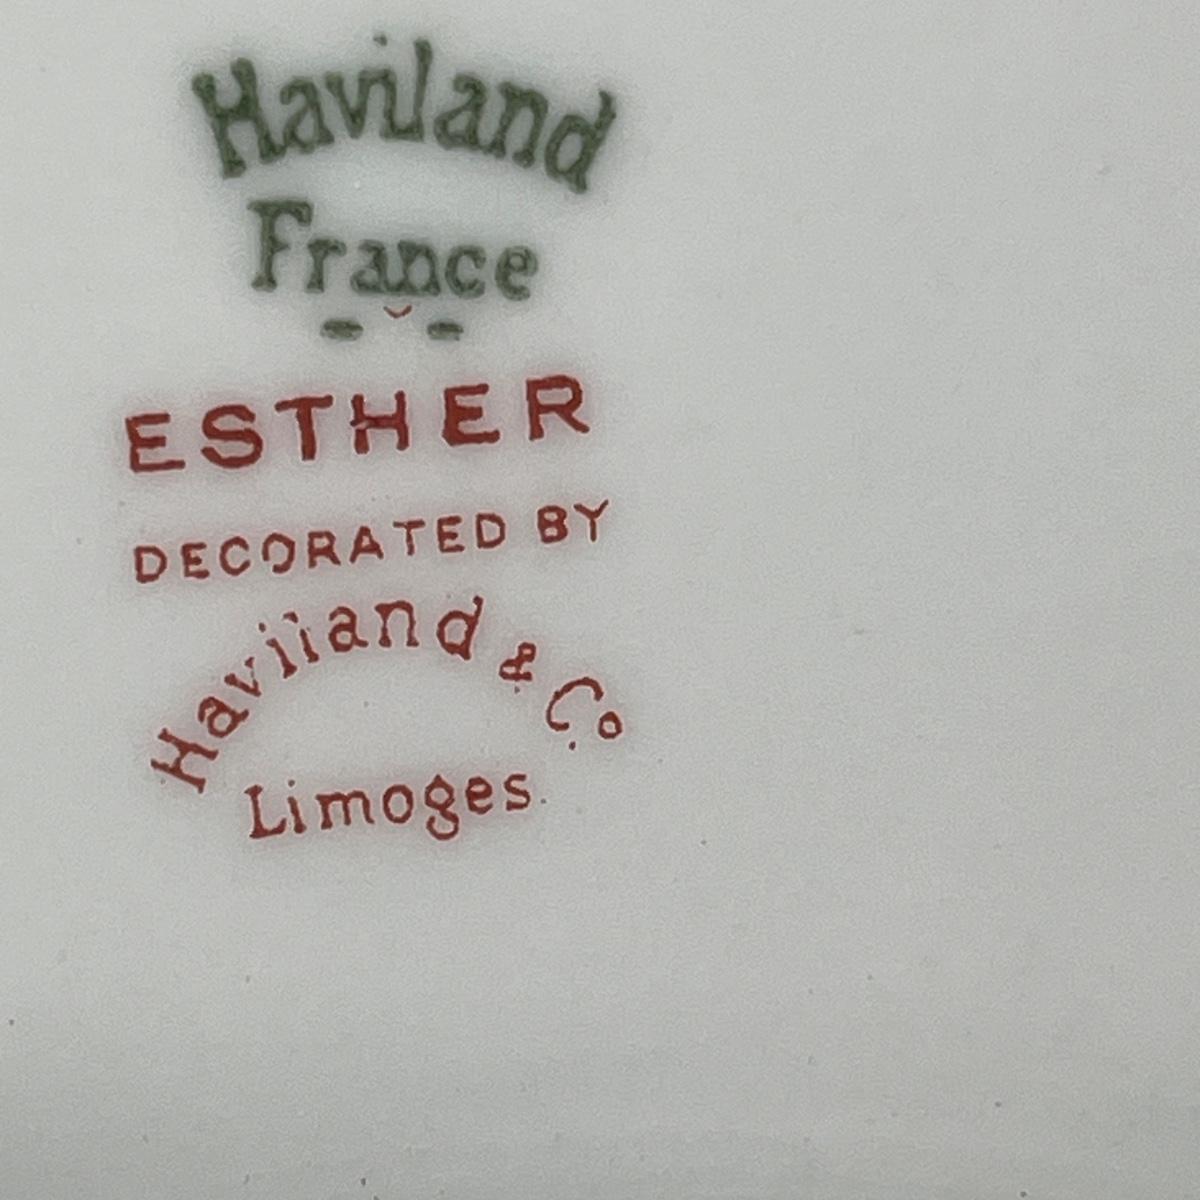 Haviland
France
ESTHER
DECORATED BY
Haviland & Co
Limoges.